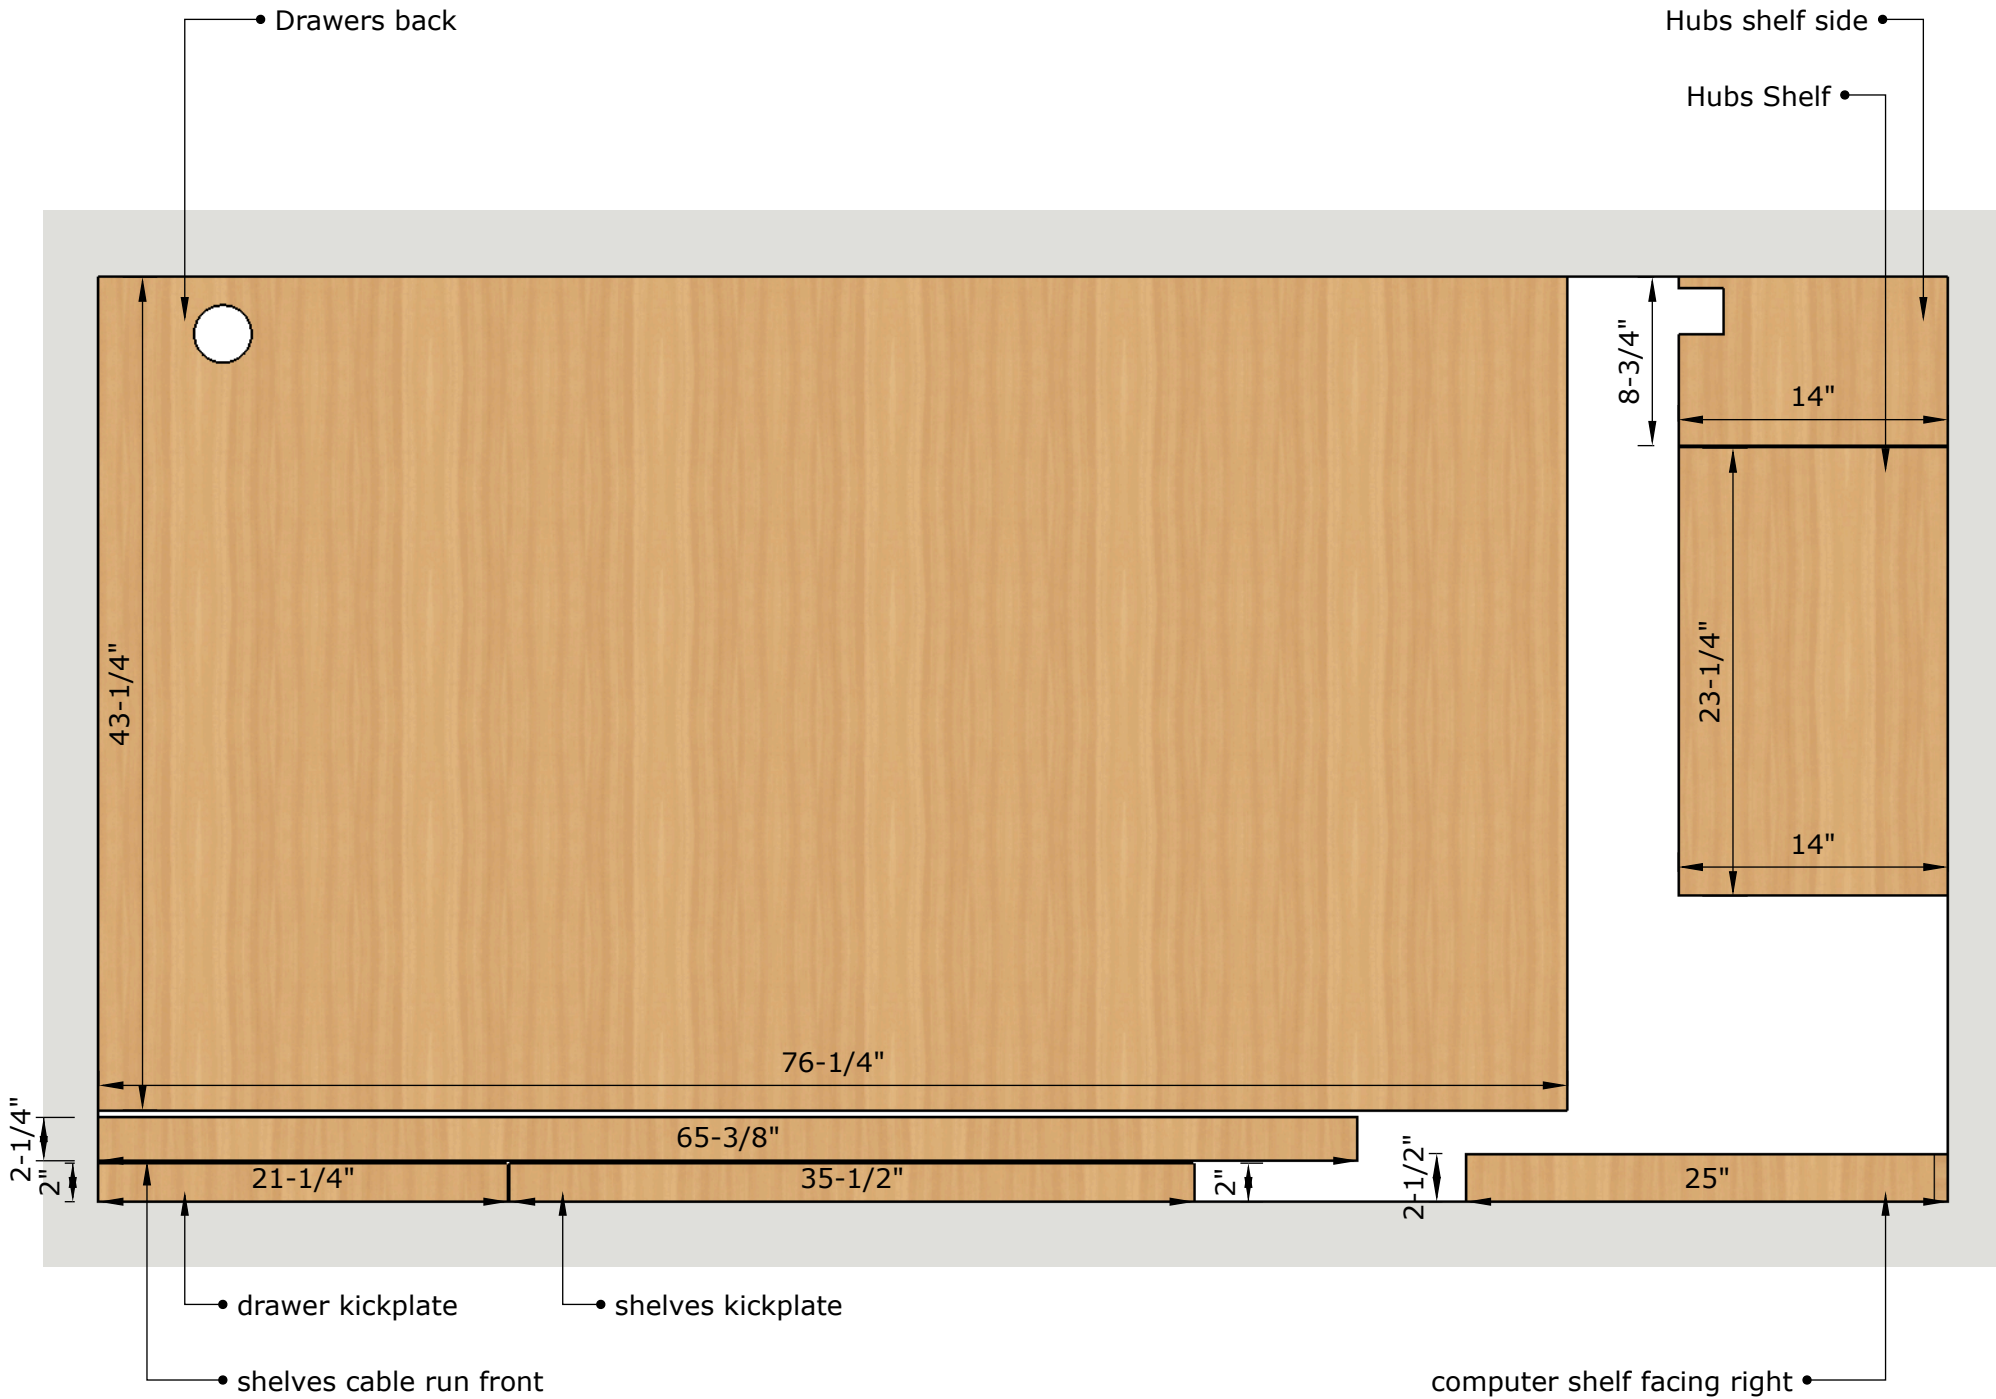 Drawers back
Hubs shelf side
Hubs Shelf
8-3/4"
14"
43-1/4"
23-1/4"
14"
76-1/4"
2-1/4"
65-3/8"
2"
21-1/4"
35-1/2"
2"
2-1/2"
25"
drawer kickplate
shelves kickplate
shelves cable run front
computer shelf facing right